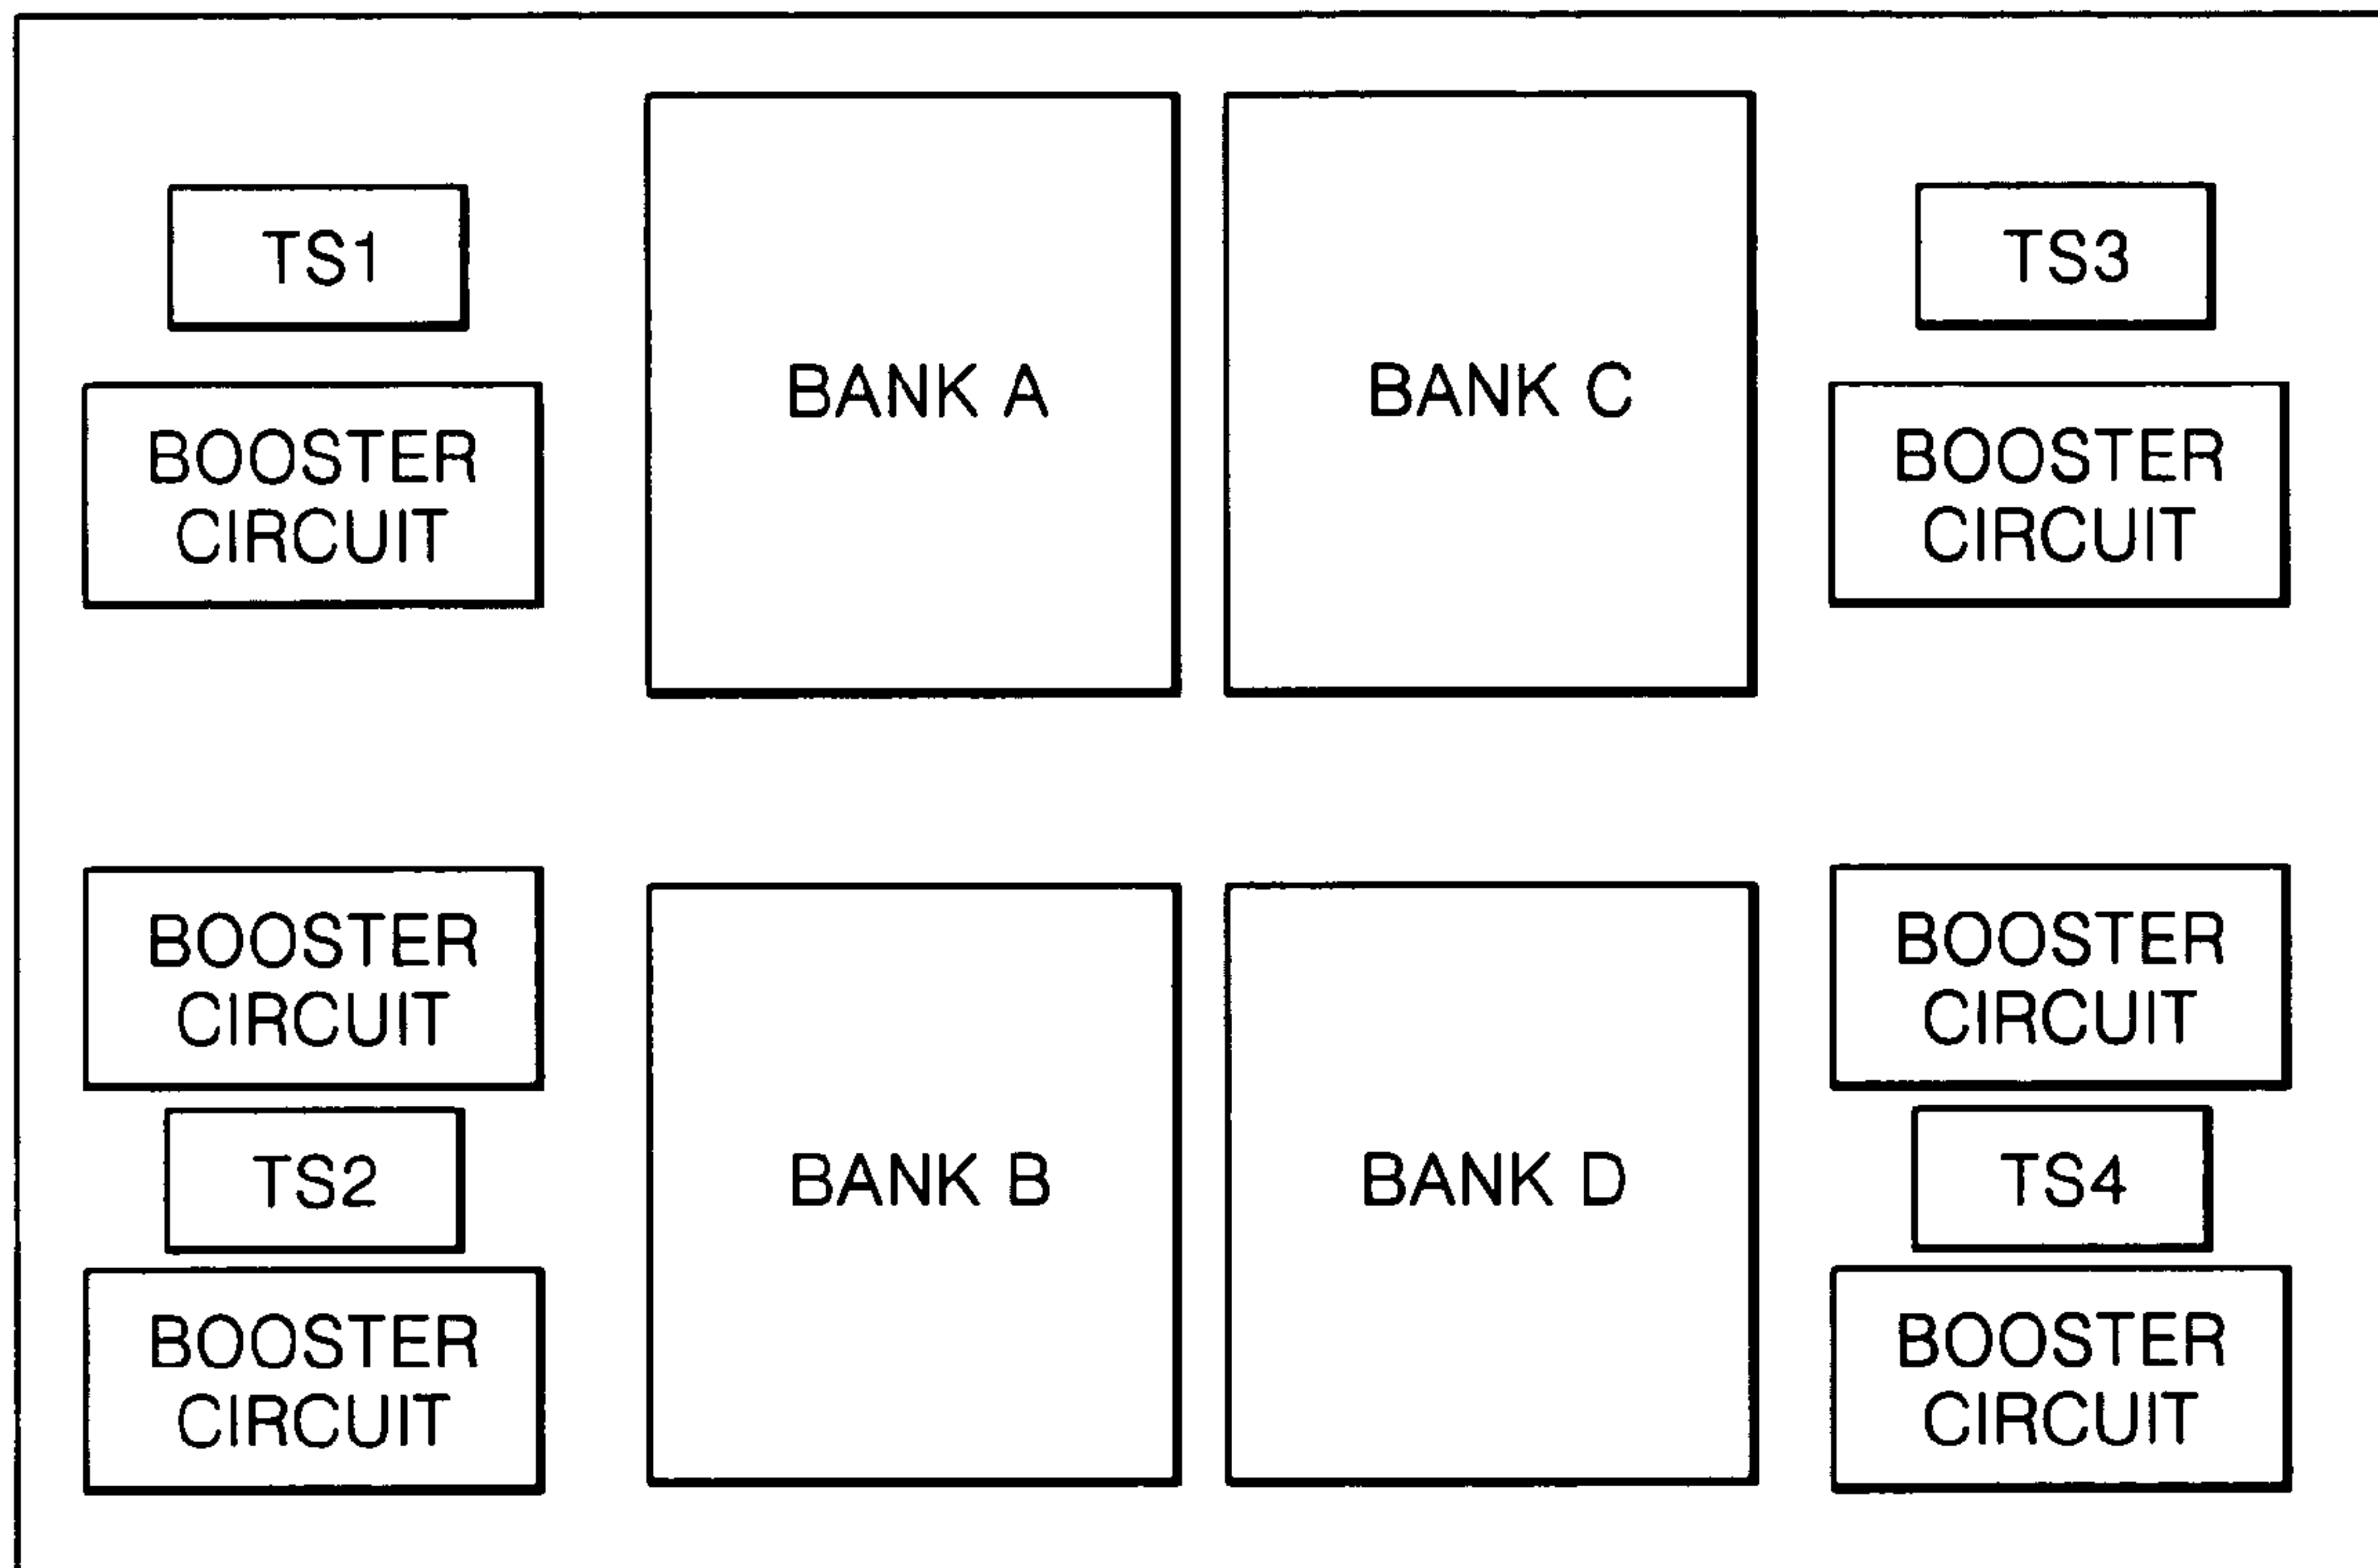 TS1
BOOSTER
CIRCUIT
BANK A
BANK C
TS3
BOOSTER
CIRCUIT
BOOSTER
CIRCUIT
TS2
BOOSTER
CIRCUIT
BANK B
BANK D
BOOSTER
CIRCUIT
TS4
BOOSTER
CIRCUIT